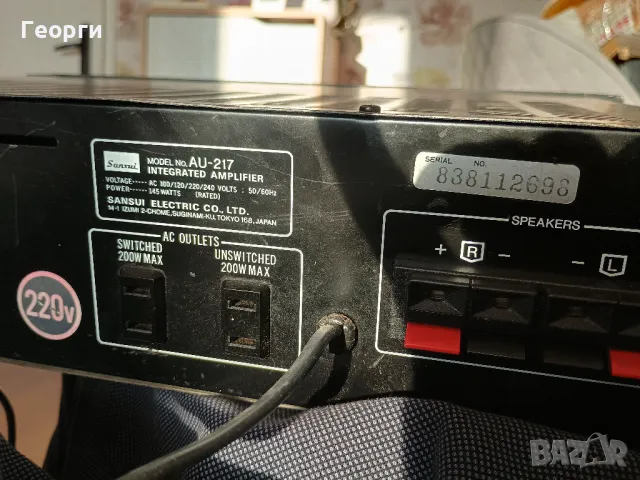 Георги
Sansui
MODEL NO. AU-217
INTEGRATED AMPLIFIER
VOLTAGE----- AC 100/120/220/240 VOLTS : 50/60Hz
POWER------ 145 WATTS (RATED)
SANSUI ELECTRIC CO., LTD.
14-1 IZUMI 2-CHOME, SUGINAMI-KU, TOKYO 168, JAPAN
SERIAL NO.
838112698
SPEAKERS
+ R - - L
AC OUTLETS
SWITCHED
200W MAX
UNSWITCHED
200W MAX
220v
BAZAR